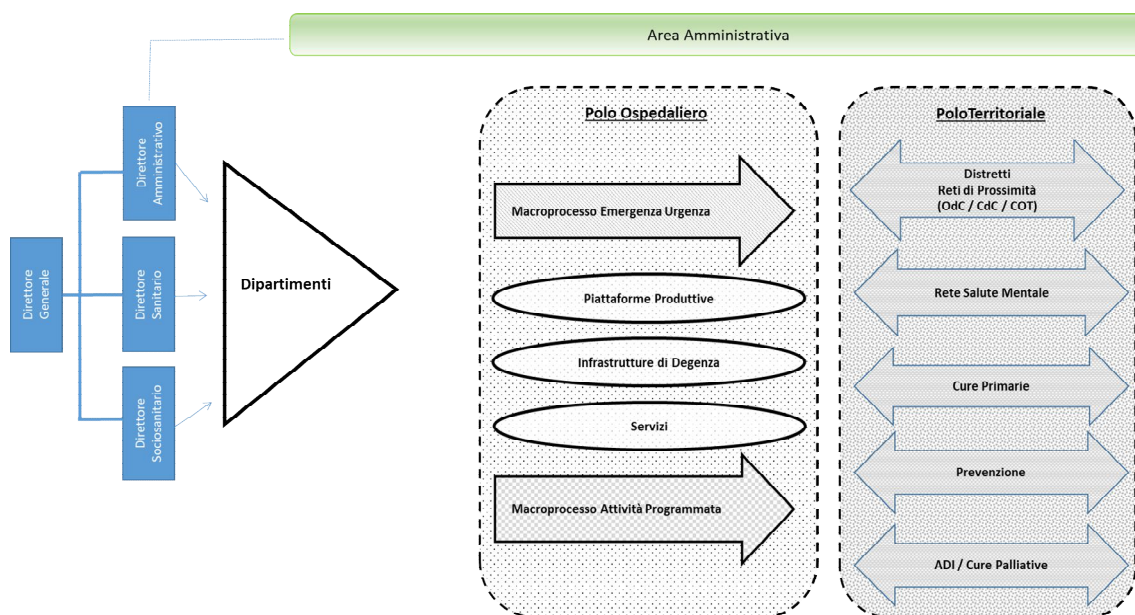 Area Amministrativa
Direttore
Generale
Direttore
Amministrativo
Direttore
Sanitario
Direttore
Sociosanitario
Dipartimenti
Polo Ospedaliero
Macroprocesso Emergenza Urgenza
Piattaforme Produttive
Infrastrutture di Degenza
Servizi
Macroprocesso Attività Programmata
PoloTerritoriale
Distretti
Reti di Prossimità
(OdC / CdC / COT)
Rete Salute Mentale
Cure Primarie
Prevenzione
ADI / Cure Palliative